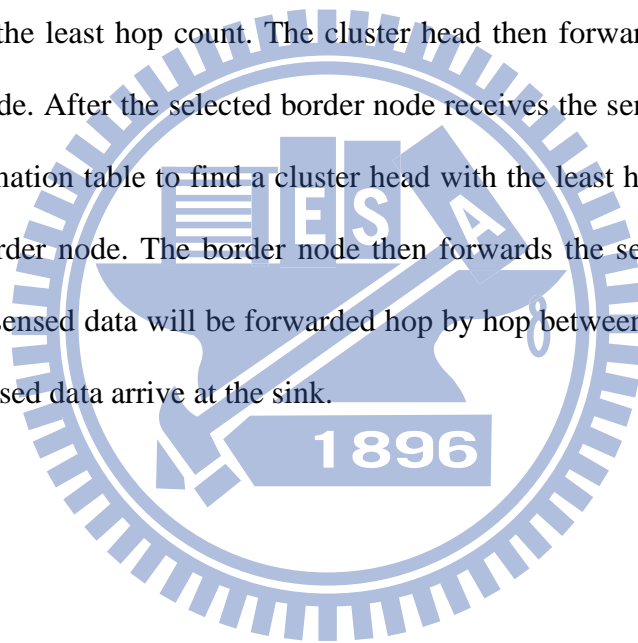 the least hop count. The cluster head then forwar
de. After the selected border node receives the ser
nation table to find a cluster head with the least h
rder node. The border node then forwards the se
sensed data will be forwarded hop by hop between
sed data arrive at the sink.
E S A
1896